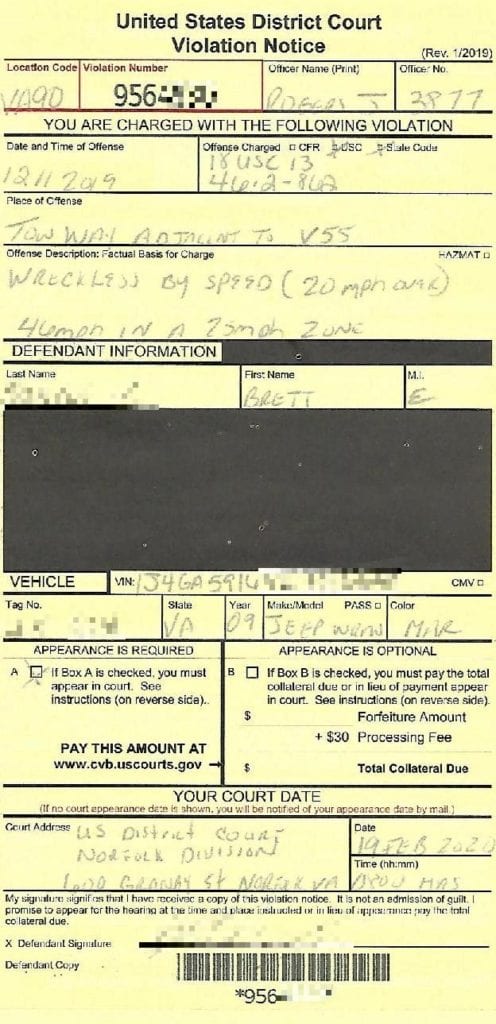 United States District Court
Violation Notice
(Rev. 1/2019)
Location Code Violation Number Officer Name (Print) Officer No.
VA90 956 J 3877
YOU ARE CHARGED WITH THE FOLLOWING VIOLATION
Date and Time of Offense Offense Charged □ CFR □ USC □ State Code
18 USC 13
12/11 2019 46.2-862
Place of Offense
TOW WAY ADJACENT TO V55
Offense Description: Factual Basis for Charge HAZMAT □
WRECKLESS BY SPEED (20 mph over)
46mph IN A 25mph ZONE
DEFENDANT INFORMATION
Last Name First Name M.I.
BRETT E
VEHICLE VIN: 1J4GA5916 CMV □
Tag No. State Year Make/Model PASS □ Color
VA 09 JEEP WRAN MAR
APPEARANCE IS REQUIRED APPEARANCE IS OPTIONAL
A □ If Box A is checked, you must
appear in court. See
instructions (on reverse side)..
B □ If Box B is checked, you must pay the total
collateral due or in lieu of payment appear
in court. See instructions (on reverse side).
$ Forfeiture Amount
+ $30 Processing Fee
PAY THIS AMOUNT AT
www.cvb.uscourts.gov → $ Total Collateral Due
YOUR COURT DATE
(If no court appearance date is shown, you will be notified of your appearance date by mail.)
Court Address US District Court Date
NORFOLK DIVISION 19 FEB 2020
Time (hh:mm)
600 GRANBY St NORFOLK VA HRS
My signature signifies that I have received a copy of this violation notice. It is not an admission of guilt. I
promise to appear for the hearing at the time and place instructed or in lieu of appearance pay the total
collateral due.
X Defendant Signature
Defendant Copy
*956 *